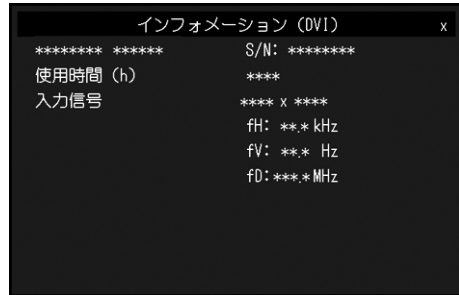 インフォメーション (DVI) x
******** ****** S/N: ********
使用時間 (h) ****
入力信号 **** x ****
fH: **.* kHz
fV: **.* Hz
fD: ***.* MHz